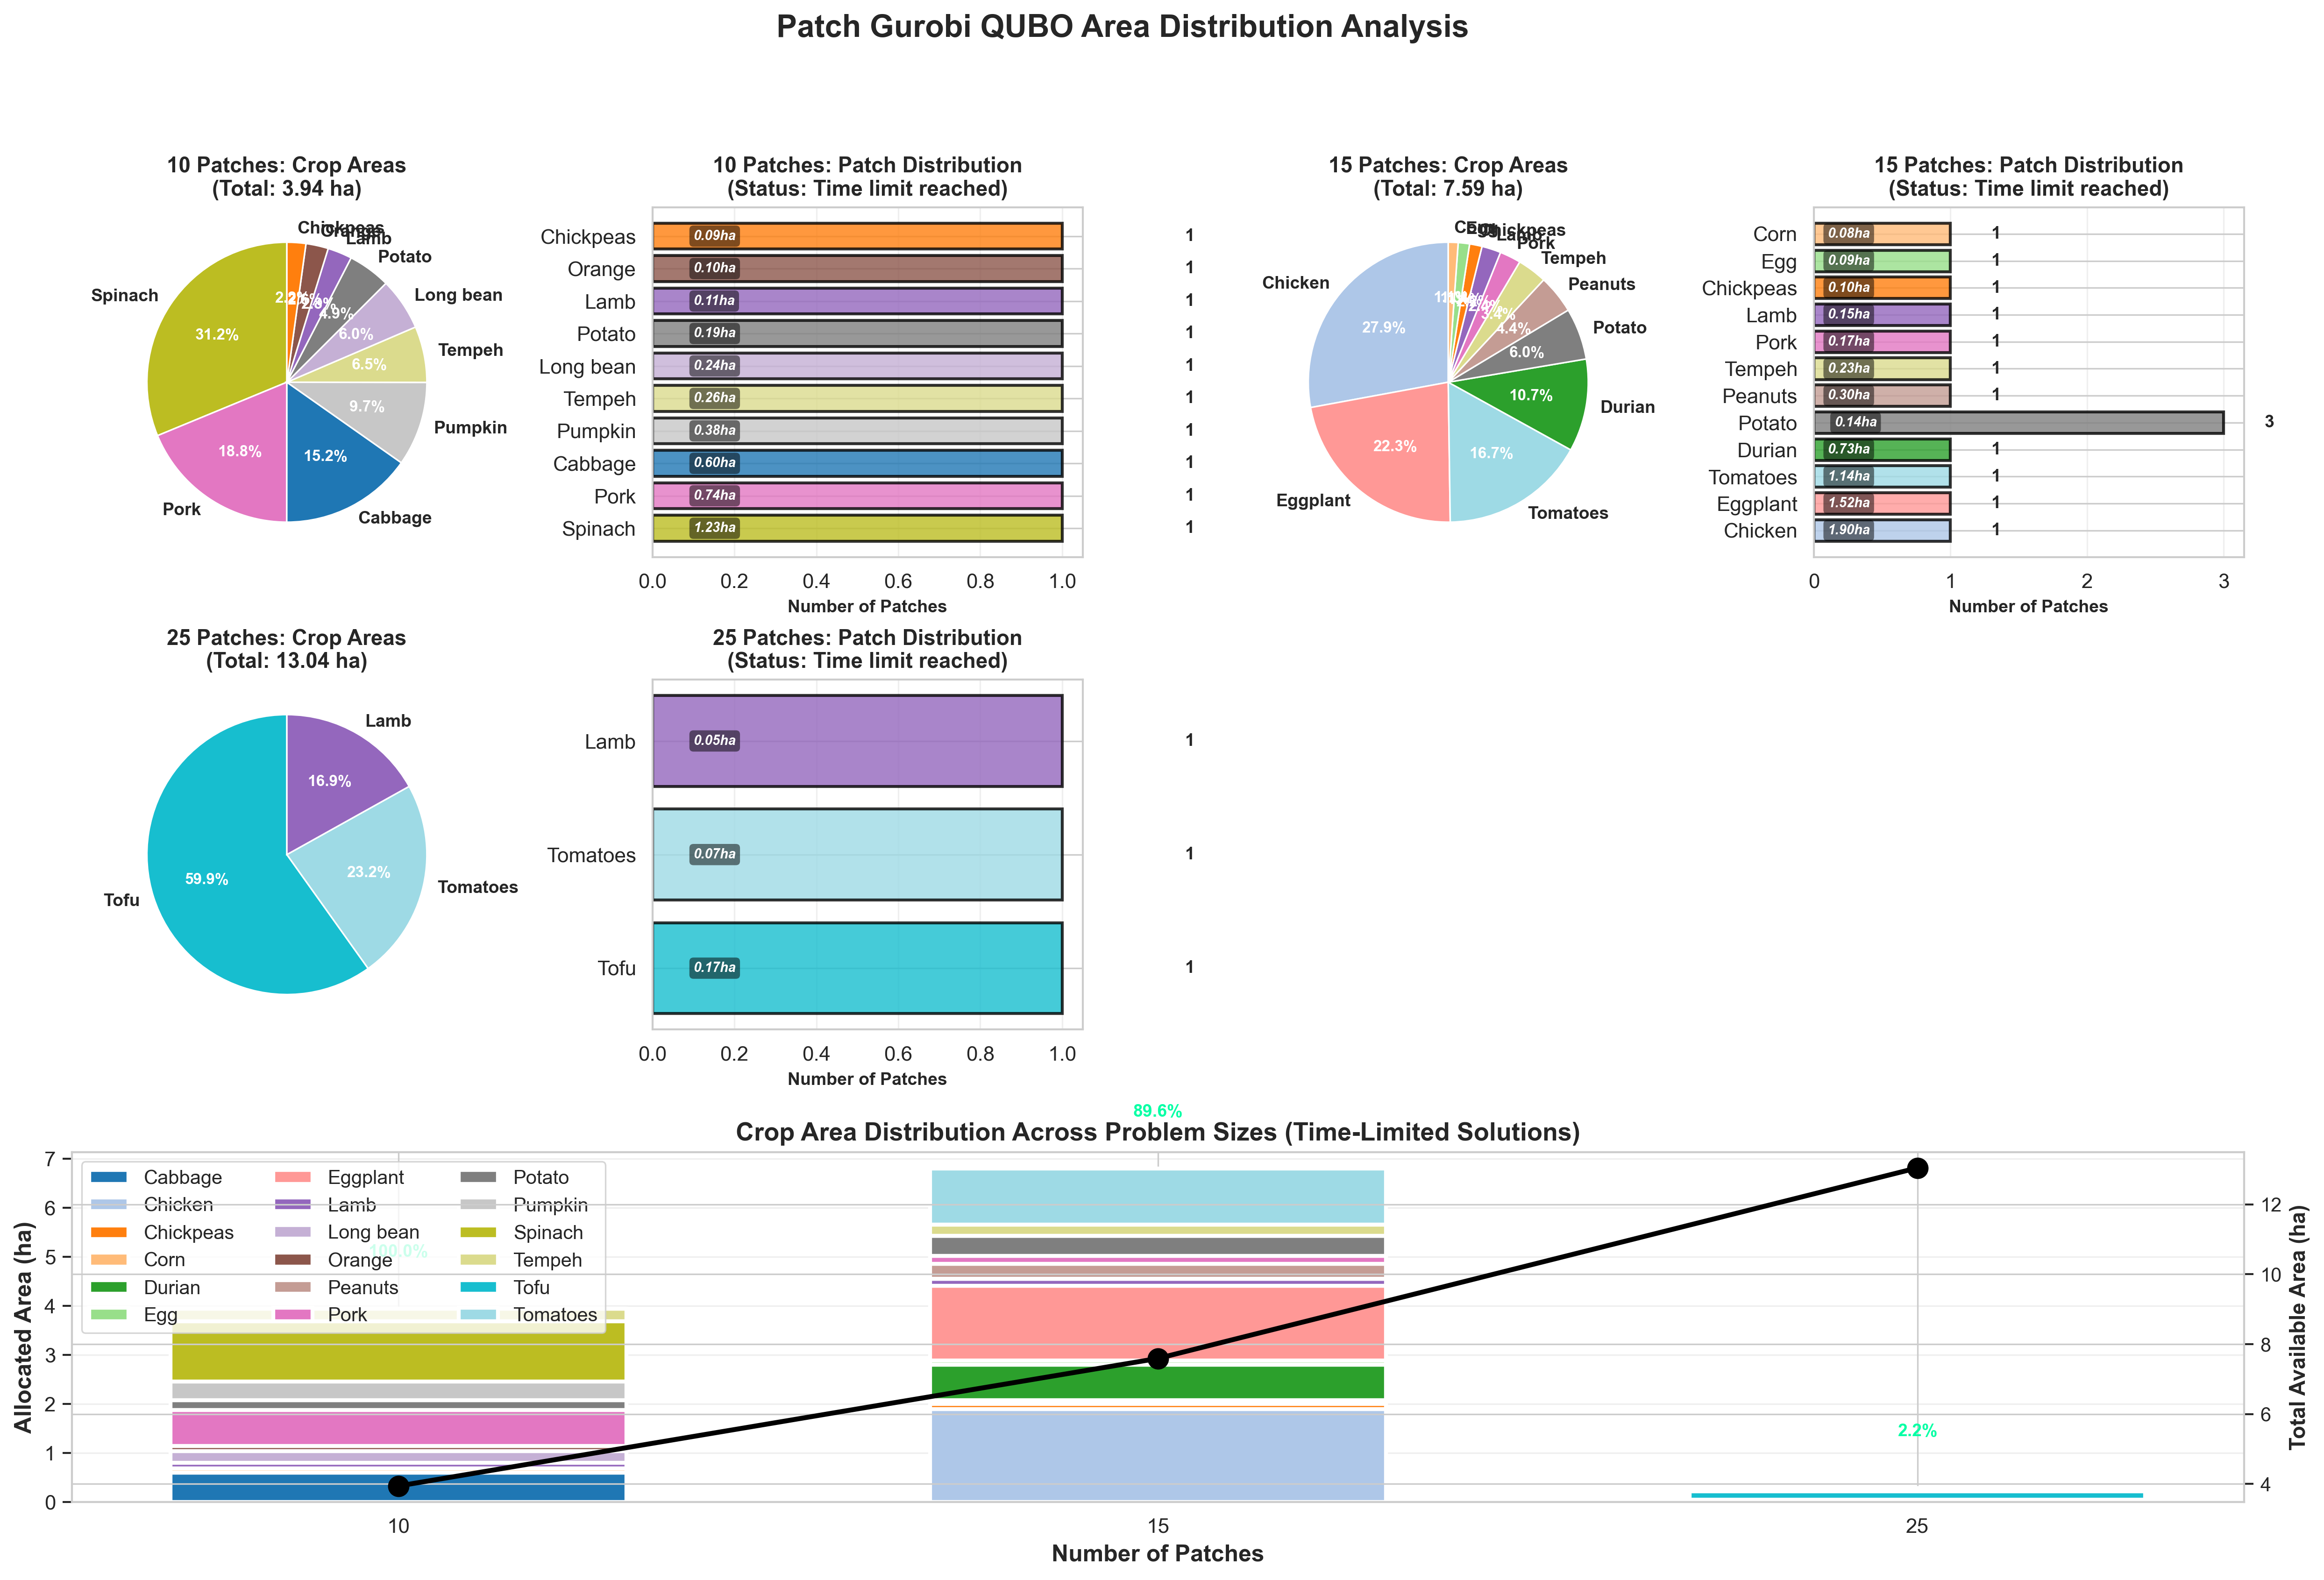 Patch Gurobi QUBO Area Distribution Analysis
10 Patches: Crop Areas
(Total: 3.94 ha)
Chickpeas
Orange
Lamb
Potato
Long bean
Tempeh
Pumpkin
Cabbage
Pork
Spinach
31.2%
18.8%
15.2%
9.7%
6.5%
6.0%
4.9%
10 Patches: Patch Distribution
(Status: Time limit reached)
Chickpeas 0.09ha 1
Orange 0.10ha 1
Lamb 0.11ha 1
Potato 0.19ha 1
Long bean 0.24ha 1
Tempeh 0.26ha 1
Pumpkin 0.38ha 1
Cabbage 0.60ha 1
Pork 0.74ha 1
Spinach 1.23ha 1
0.0 0.2 0.4 0.6 0.8 1.0
Number of Patches
15 Patches: Crop Areas
(Total: 7.59 ha)
Chickpeas
Lamb
Pork
Tempeh
Peanuts
Potato
Durian
Tomatoes
Eggplant
Chicken
27.9%
22.3%
16.7%
10.7%
6.0%
4.4%
3.4%
15 Patches: Patch Distribution
(Status: Time limit reached)
Corn 0.08ha 1
Egg 0.09ha 1
Chickpeas 0.10ha 1
Lamb 0.15ha 1
Pork 0.17ha 1
Tempeh 0.23ha 1
Peanuts 0.30ha 1
Potato 0.14ha 3
Durian 0.73ha 1
Tomatoes 1.14ha 1
Eggplant 1.52ha 1
Chicken 1.90ha 1
0 1 2 3
Number of Patches
25 Patches: Crop Areas
(Total: 13.04 ha)
Lamb
16.9%
Tomatoes
23.2%
Tofu
59.9%
25 Patches: Patch Distribution
(Status: Time limit reached)
Lamb 0.05ha 1
Tomatoes 0.07ha 1
Tofu 0.17ha 1
0.0 0.2 0.4 0.6 0.8 1.0
Number of Patches
89.6%
Crop Area Distribution Across Problem Sizes (Time-Limited Solutions)
Cabbage Eggplant Potato
Chicken Lamb Pumpkin
Chickpeas Long bean Spinach
Corn Orange Tempeh
Durian Peanuts Tofu
Egg Pork Tomatoes
100.0%
2.2%
Allocated Area (ha)
7
6
5
4
3
2
1
0
Total Available Area (ha)
12
10
8
6
4
10 15 25
Number of Patches